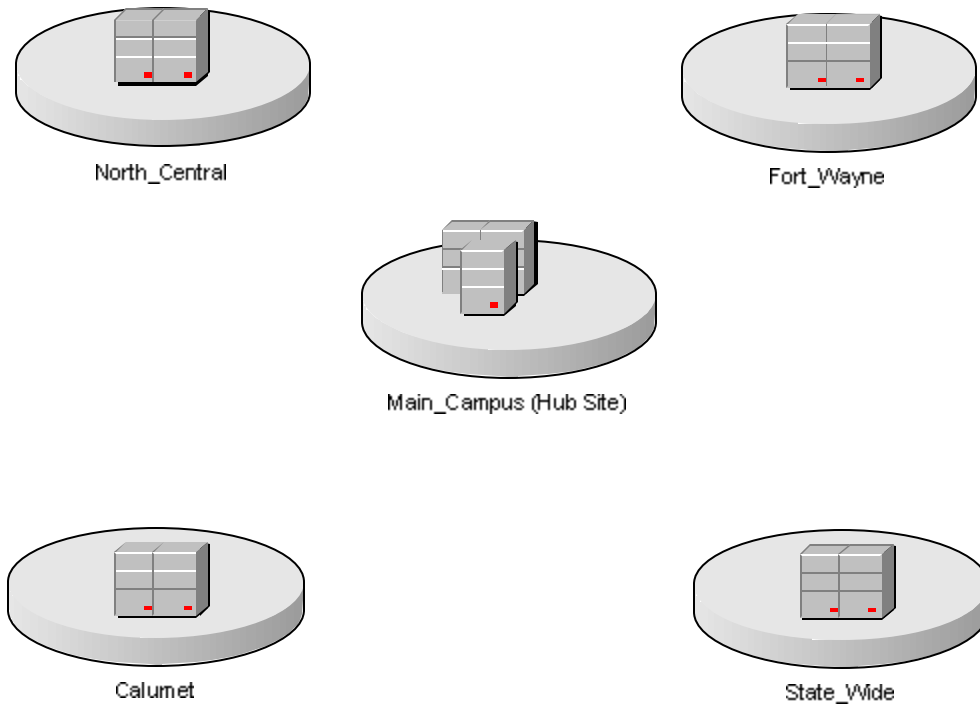 North_Central
Fort_Wayne
Main_Campus (Hub Site)
Calumet
State_Wide